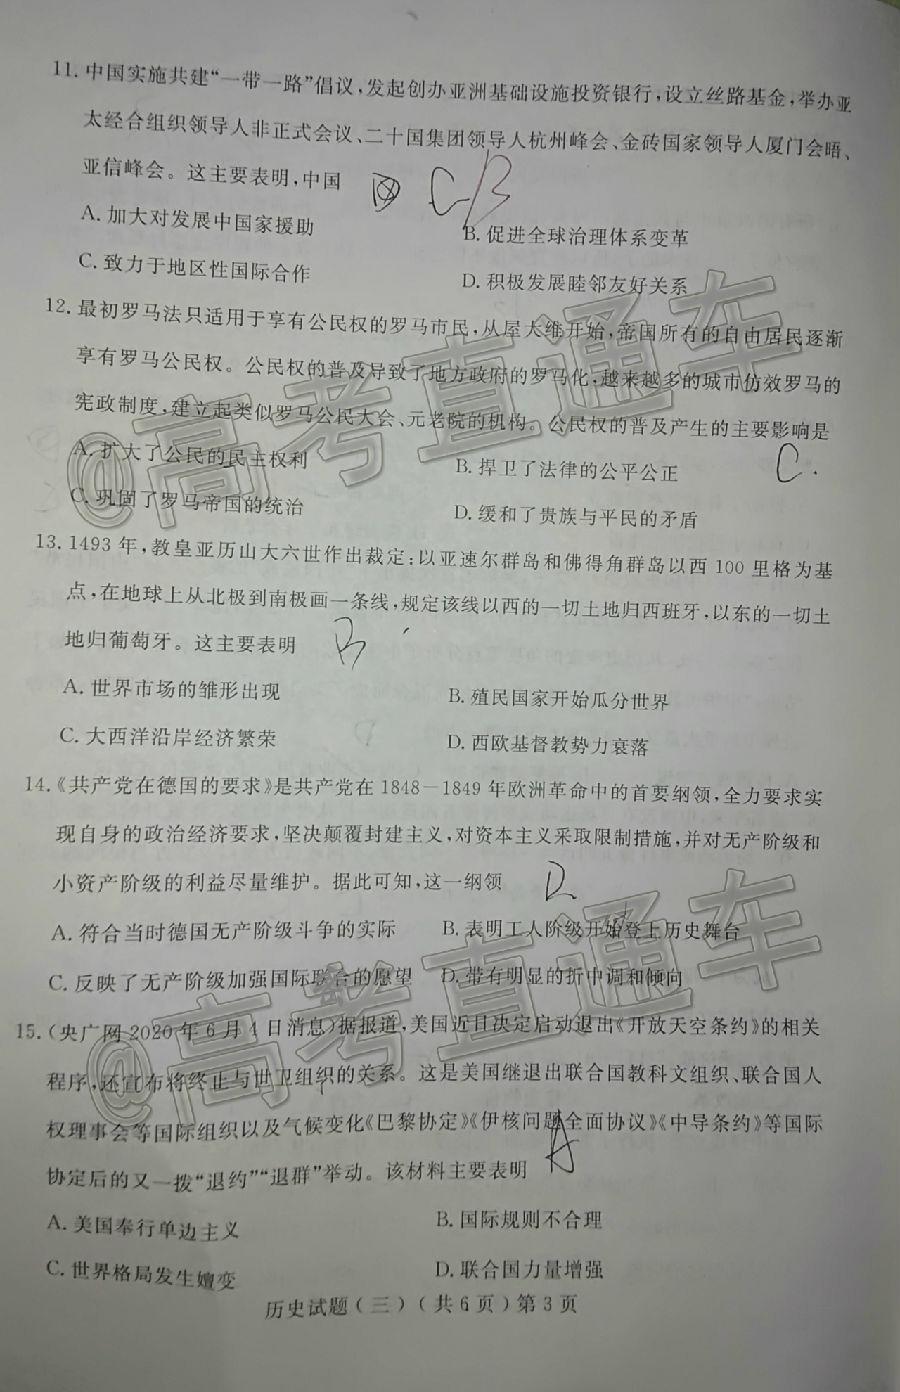 11. 中国实施共建“一带一路”倡议，发起创办亚洲基础设施投资银行，设立丝路基金，举办亚
太经合组织领导人非正式会议、二十国集团领导人杭州峰会、金砖国家领导人厦门会晤、
亚信峰会。这主要表明，中国 C B
A. 加大对发展中国家援助 B. 促进全球治理体系变革
C. 致力于地区性国际合作 D. 积极发展睦邻友好关系
12. 最初罗马法只适用于享有公民权的罗马市民，从屋大维开始，帝国所有的自由居民逐渐
享有罗马公民权。公民权的普及导致了地方政府的罗马化，越来越多的城市仿效罗马的
宪政制度，建立起类似罗马公民大会、元老院的机构。公民权的普及产生的主要影响是
A. 扩大了公民的民主权利 B. 捍卫了法律的公平公正 C.
C. 巩固了罗马帝国的统治 D. 缓和了贵族与平民的矛盾
13. 1493年，教皇亚历山大六世作出裁定：以亚速尔群岛和佛得角群岛以西100里格为基
点，在地球上从北极到南极画一条线，规定该线以西的一切土地归西班牙，以东的一切土
地归葡萄牙。这主要表明 B
A. 世界市场的雏形出现 B. 殖民国家开始瓜分世界
C. 大西洋沿岸经济繁荣 D. 西欧基督教势力衰落
14.《共产党在德国的要求》是共产党在1848－1849年欧洲革命中的首要纲领，全力要求实
现自身的政治经济要求，坚决颠覆封建主义，对资本主义采取限制措施，并对无产阶级和
小资产阶级的利益尽量维护。据此可知，这一纲领
A. 符合当时德国无产阶级斗争的实际 B. 表明工人阶级开始登上历史舞台
C. 反映了无产阶级加强国际联合的愿望 D. 带有明显的折中调和倾向
15.（央广网2020年6月4日消息）据报道，美国近日决定启动退出《开放天空条约》的相关
程序，还宣布将终止与世卫组织的关系。这是美国继退出联合国教科文组织、联合国人
权理事会等国际组织以及气候变化《巴黎协定》《伊核问题全面协议》《中导条约》等国际
协定后的又一拨“退约”“退群”举动。该材料主要表明 A
A. 美国奉行单边主义 B. 国际规则不合理
C. 世界格局发生嬗变 D. 联合国力量增强
历史试题（三）（共6页）第3页
@高考直通车
@高考直通车